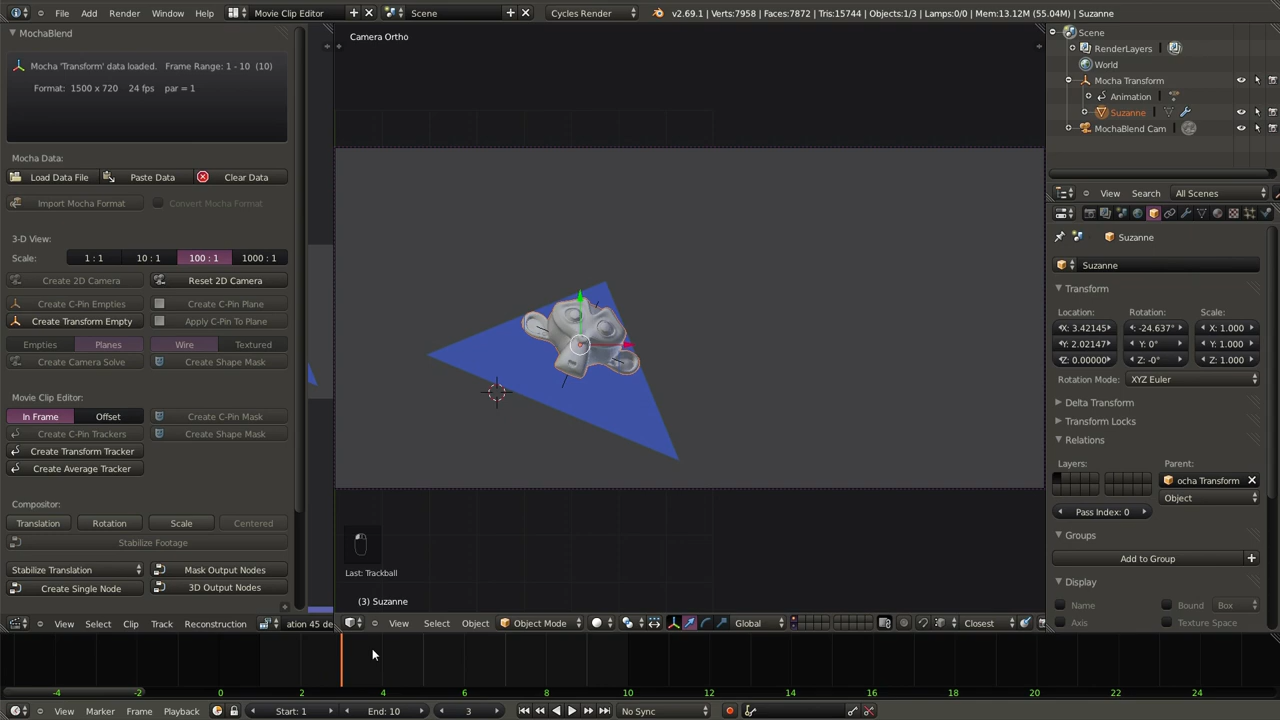 File Render Window Help Movie Clip Editor Scene Cycles Render v2.69.1 | Verts:7958 | Faces:7872 | Tris:15744 | Objects:1/3 | Lamps:0/0 | Mem:13.12M (55.04M) | Suzanne
MochaBlend
Mocha 'Transform' data loaded. Frame Range: 1 - 10 (10)
Format: 1500 x 720 24 fps par = 1
Mocha Data:
Load Data File Paste Data Clear Data
Import Mocha Format Convert Mocha Format
3-D View:
Scale: 1 : 1 10 : 1 100 : 1 1000 : 1
Create 2D Camera Reset 2D Camera
Create C-Pin Empties Create C-Pin Plane
Create Transform Empty Apply C-Pin To Plane
Empties Planes Wire Textured
Create Camera Solve Create Shape Mask
Movie Clip Editor:
In Frame Offset Create C-Pin Mask
Create C-Pin Trackers Create Shape Mask
Create Transform Tracker
Create Average Tracker
Compositor:
Translation Rotation Scale Centered
Stabilize Footage
Stabilize Translation Mask Output Nodes
Create Single Node 3D Output Nodes
View Select Clip Track Reconstruction ation 45 de
Camera Ortho
Last: Trackball
(3) Suzanne
View Select Object Object Mode Global Closest
Scene
RenderLayers
World
Mocha Transform
Animation
Suzanne
MochaBlend Cam
View Search All Scenes
Suzanne
Suzanne
Transform
Location: Rotation: Scale:
X: 3.42145 X: -24.637° X: 1.000
Y: 2.02147 Y: 0° Y: 1.000
Z: 0.00000 Z: -0° Z: 1.000
Rotation Mode: XYZ Euler
Delta Transform
Transform Locks
Relations
Layers: Parent:
ocha Transform
Object
Pass Index: 0
Groups
Add to Group
Display
Name Bound Box
Axis Texture Space
-4 -2 0 2 4 6 8 10 12 14 16 18 20 22 24
View Marker Frame Playback Start: 1 End: 10 3 No Sync